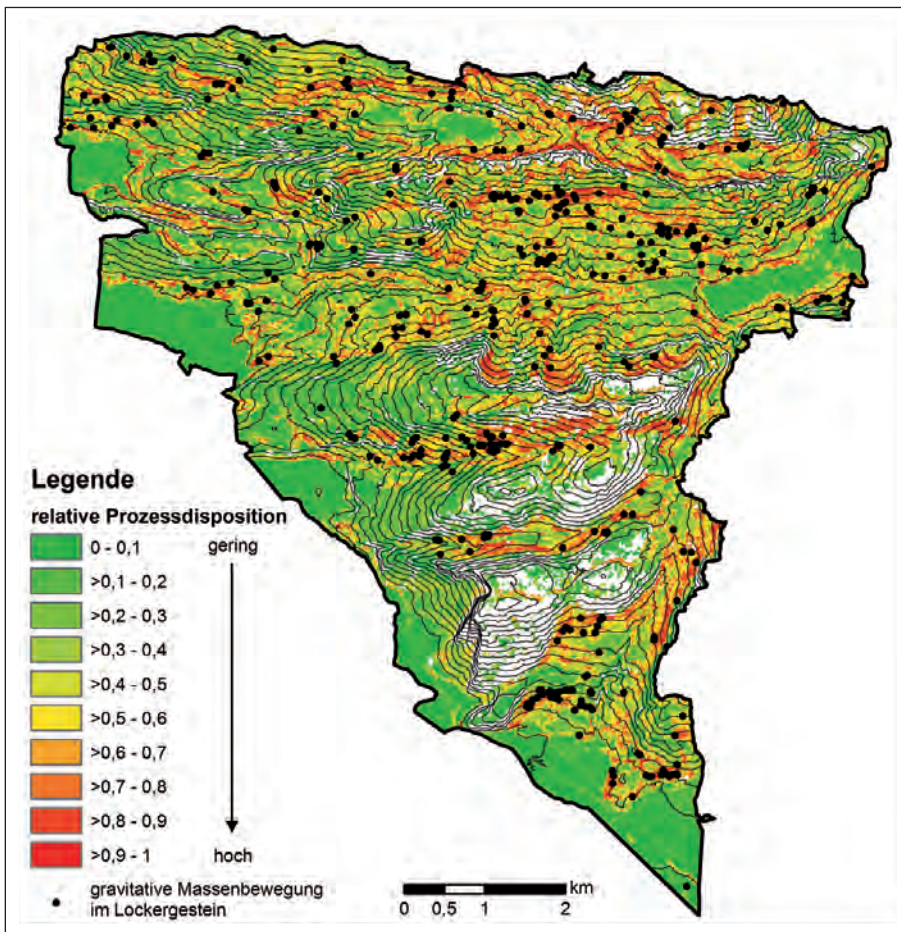 Legende
relative Prozessdisposition
0 - 0,1 gering
>0,1 - 0,2
>0,2 - 0,3
>0,3 - 0,4
>0,4 - 0,5
>0,5 - 0,6
>0,6 - 0,7
>0,7 - 0,8
>0,8 - 0,9
>0,9 - 1 hoch
gravitative Massenbewegung
im Lockergestein
km
0 0,5 1 2